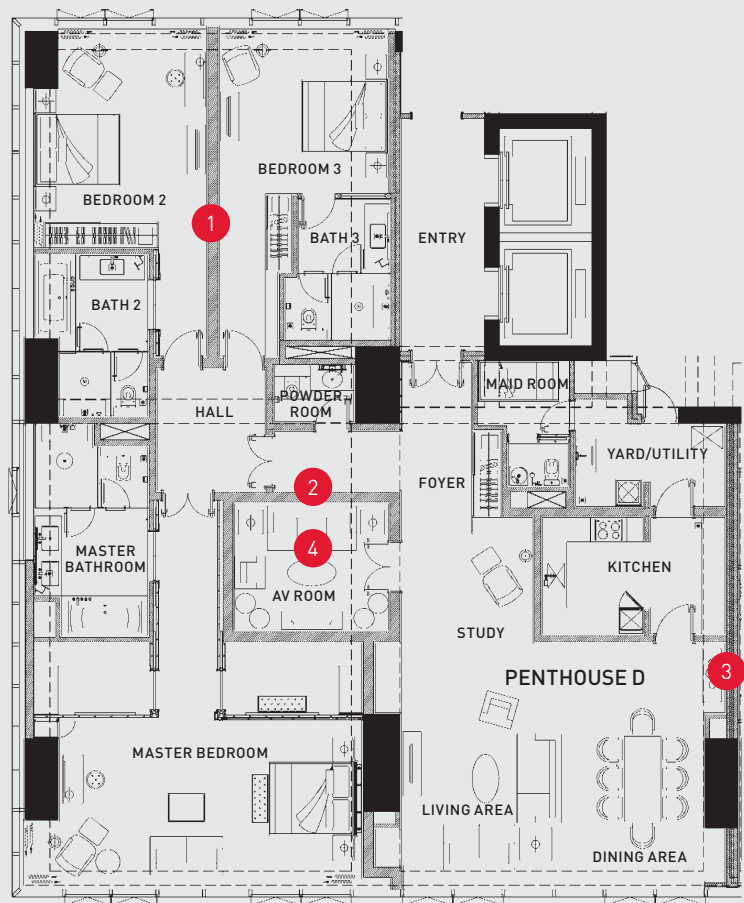 BEDROOM 3
BEDROOM 2
1
BATH 3
ENTRY
BATH 2
MAID ROOM
HALL
POWDER
ROOM
YARD/UTILITY
2
FOYER
4
MASTER
BATHROOM
KITCHEN
AV ROOM
STUDY
3
PENTHOUSE D
MASTER BEDROOM
LIVING AREA
DINING AREA